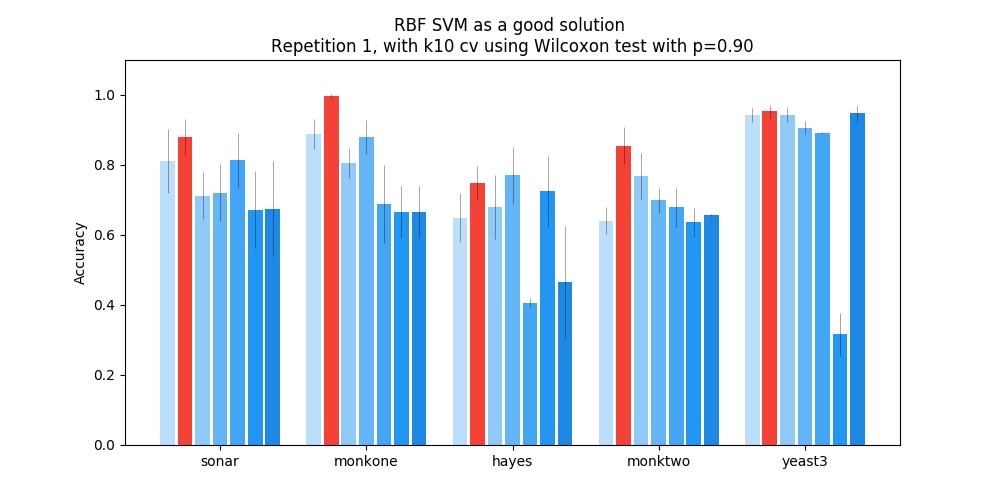 RBF SVM as a good solution
Repetition 1, with k10 cv using Wilcoxon test with p=0.90
Accuracy
1.0
0.8
0.6
0.4
0.2
0.0
sonar monkone hayes monktwo yeast3